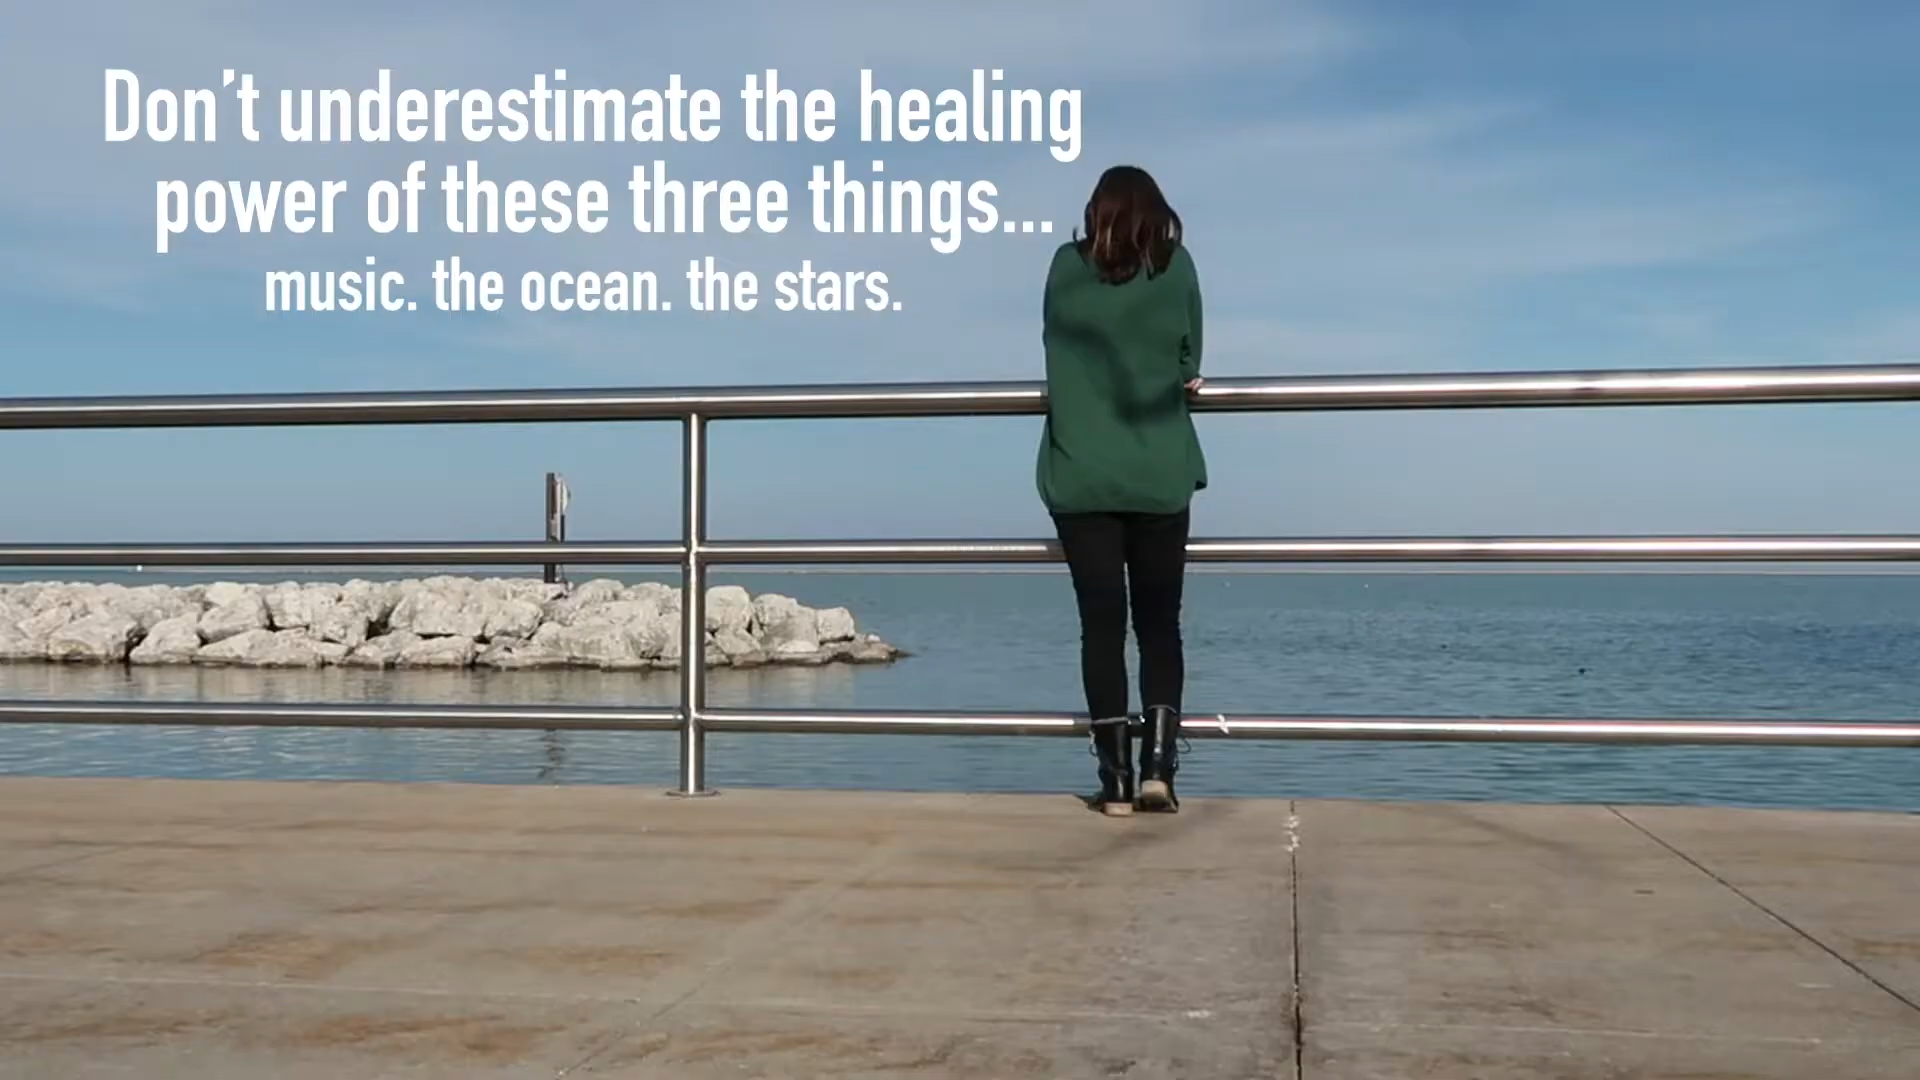 Don't underestimate the healing
power of these three things...
music. the ocean. the stars.